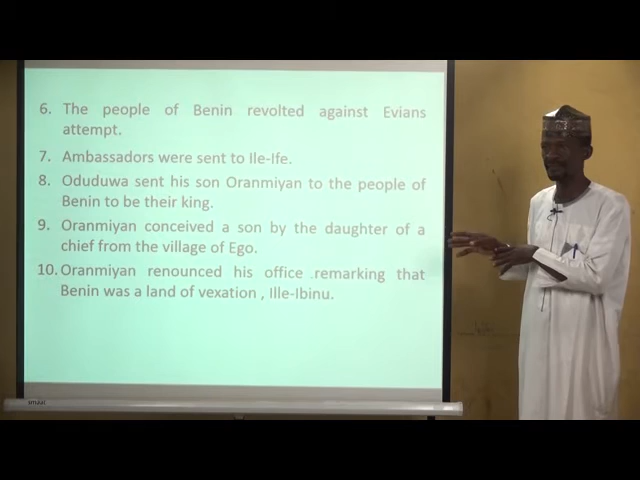 6. The people of Benin revolted against Evians
attempt.
7. Ambassadors were sent to Ile-Ife.
8. Oduduwa sent his son Oranmiyan to the people of
Benin to be their king.
9. Oranmiyan conceived a son by the daughter of a
chief from the village of Ego.
10. Oranmiyan renounced his office remarking that
Benin was a land of vexation , Ille-Ibinu.